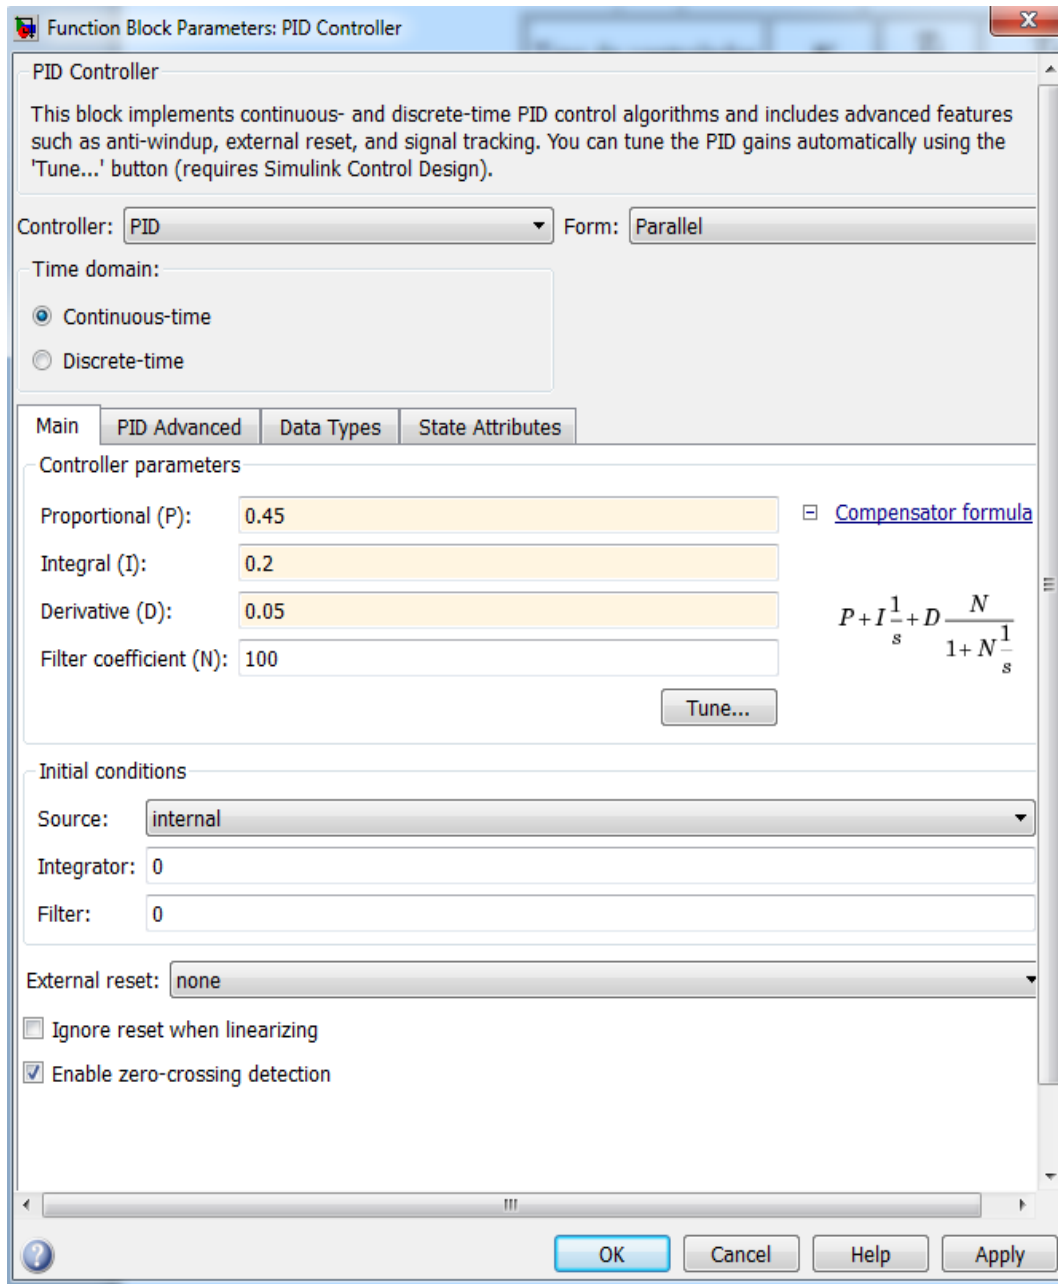 Function Block Parameters: PID Controller
PID Controller
This block implements continuous- and discrete-time PID control algorithms and includes advanced features
such as anti-windup, external reset, and signal tracking. You can tune the PID gains automatically using the
'Tune...' button (requires Simulink Control Design).
Controller: PID Form: Parallel
Time domain:
Continuous-time
Discrete-time
Main PID Advanced Data Types State Attributes
Controller parameters
Proportional (P): 0.45 Compensator formula
Integral (I): 0.2
Derivative (D): 0.05
P+I 1/s +D N/(1+N 1/s)
Filter coefficient (N): 100
Tune...
Initial conditions
Source: internal
Integrator: 0
Filter: 0
External reset: none
Ignore reset when linearizing
Enable zero-crossing detection
OK Cancel Help Apply